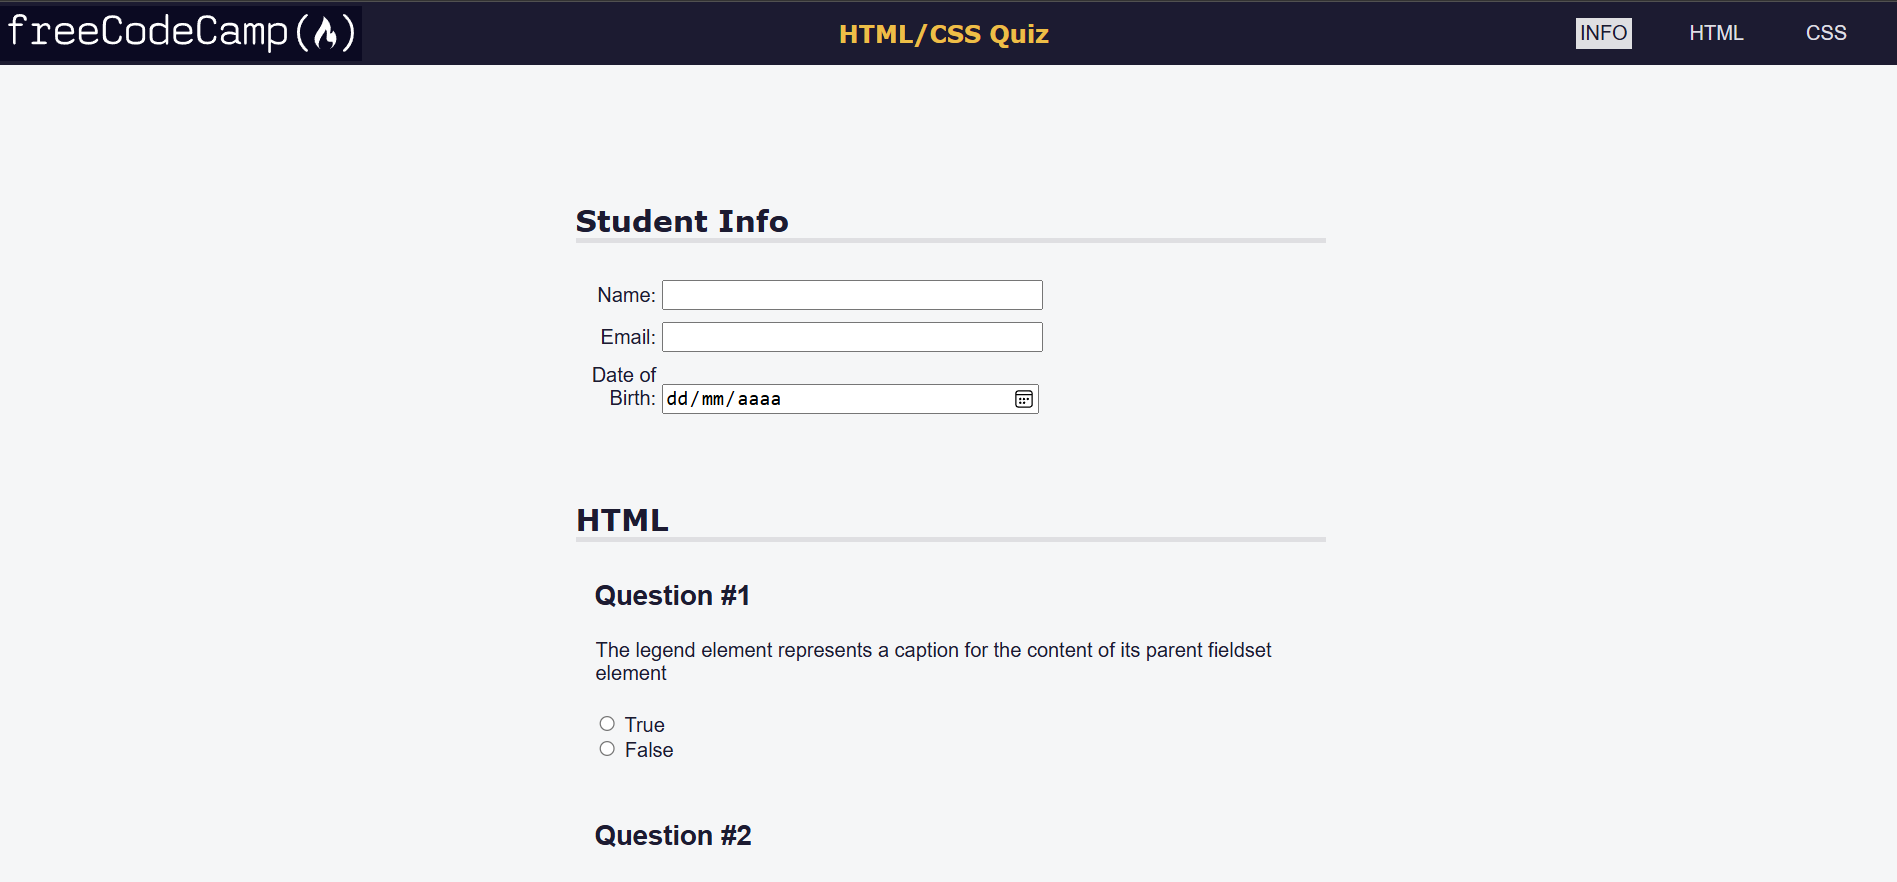 freeCodeCamp
HTML/CSS Quiz
INFO
HTML
CSS
Student Info
Name:
Email:
Date of
Birth:
dd/mm/aaaa
HTML
Question #1
The legend element represents a caption for the content of its parent fieldset
element
True
False
Question #2